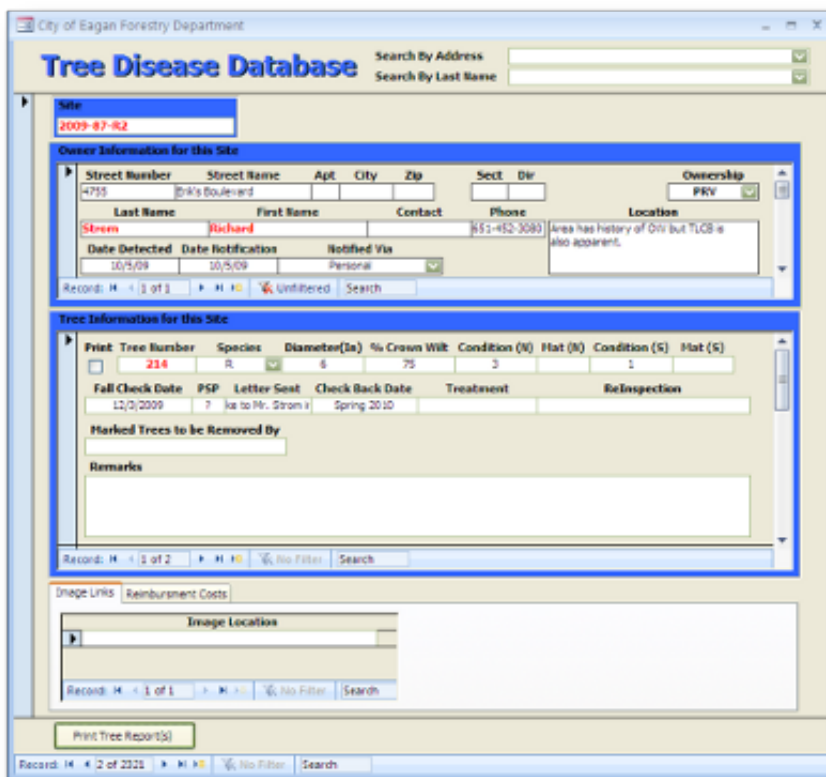 City of Eagan Forestry Department
Tree Disease Database
Search By Address
Search By Last Name
Site
2009-87-R2
Owner Information for this Site
Street Number Street Name Apt City Zip Sect Dir Ownership
4755 Erik's Boulevard PRV
Last Name First Name Contact Phone Location
Strom Richard 651-452-3080 Area has history of OW but TLCB is
also apparent.
Date Detected Date Notification Notified Via
10/5/09 10/5/09 Personal
Record: 1 of 1 Unfiltered Search
Tree Information for this Site
Print Tree Number Species Diameter(In) % Crown Wilt Condition (N) Mat (N) Condition (S) Mat (S)
214 R 6 75 3 1
Fall Check Date PSP Letter Sent Check Back Date Treatment ReInspection
12/3/2009 ? ke to Mr. Strom ir Spring 2010
Marked Trees to be Removed By
Remarks
Record: 1 of 2 No Filter Search
Image Links Reimbursment Costs
Image Location
Record: 1 of 1 No Filter Search
Print Tree Report(s)
Record: 2 of 2321 No Filter Search